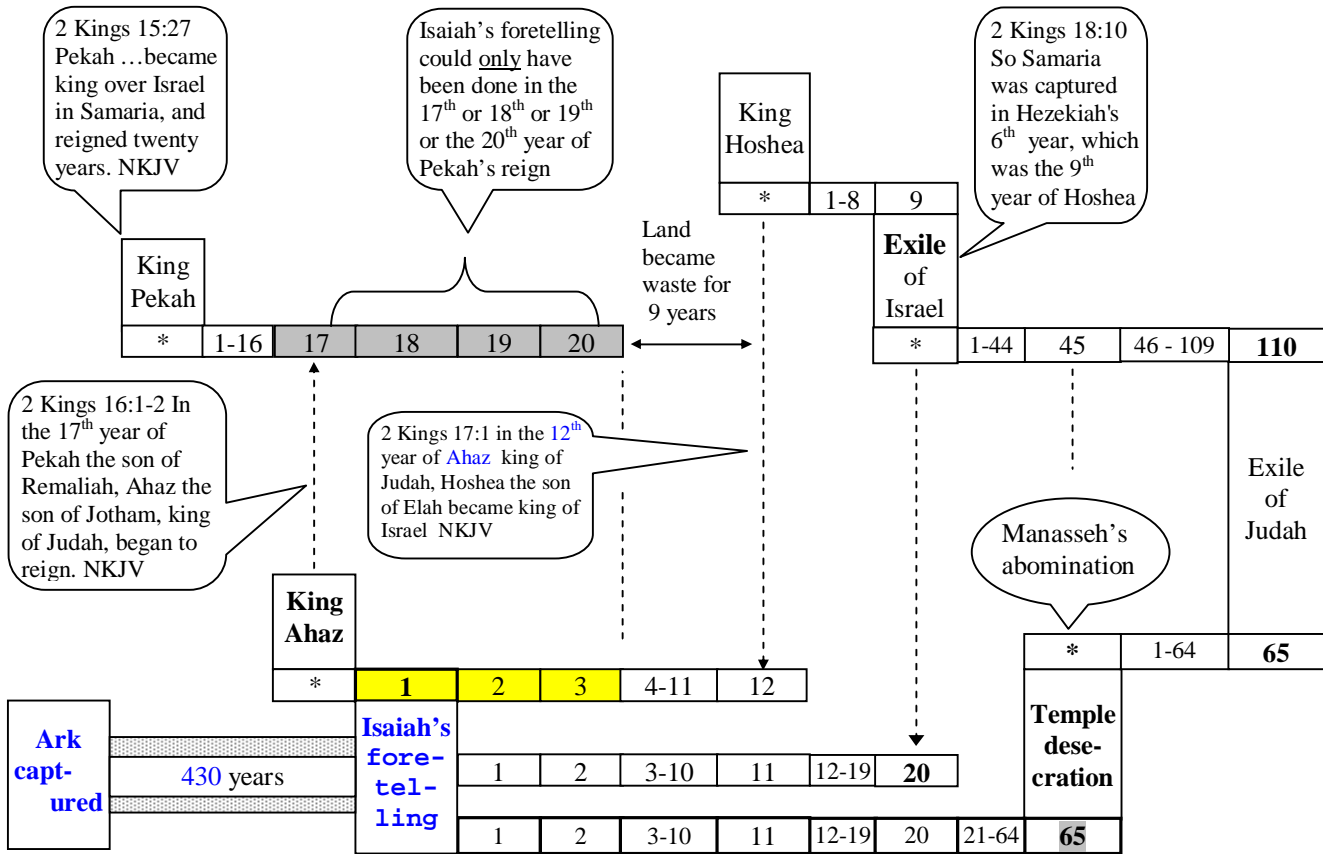 2 Kings 15:27
Pekah …became
king over Israel
in Samaria, and
reigned twenty
years. NKJV
Isaiah’s foretelling
could only have
been done in the
17th or 18th or 19th
or the 20th year of
Pekah’s reign
King
Hoshea
* 1-8 9
2 Kings 18:10
So Samaria
was captured
in Hezekiah's
6th year, which
was the 9th
year of Hoshea
King
Pekah
* 1-16 17 18 19 20
Land
became
waste for
9 years
Exile
of
Israel
* 1-44 45 46 - 109 110
2 Kings 16:1-2 In
the 17th year of
Pekah the son of
Remaliah, Ahaz the
son of Jotham, king
of Judah, began to
reign. NKJV
2 Kings 17:1 in the 12th
year of Ahaz king of
Judah, Hoshea the son
of Elah became king of
Israel NKJV
Manasseh’s
abomination
Exile
of
Judah
King
Ahaz
* 1 2 3 4-11 12
* 1-64 65
Ark
capt-
ured
430 years
Isaiah’s
fore-
tel-
ling
1 2 3-10 11 12-19 20
Temple
dese-
cration
1 2 3-10 11 12-19 20 21-64 65